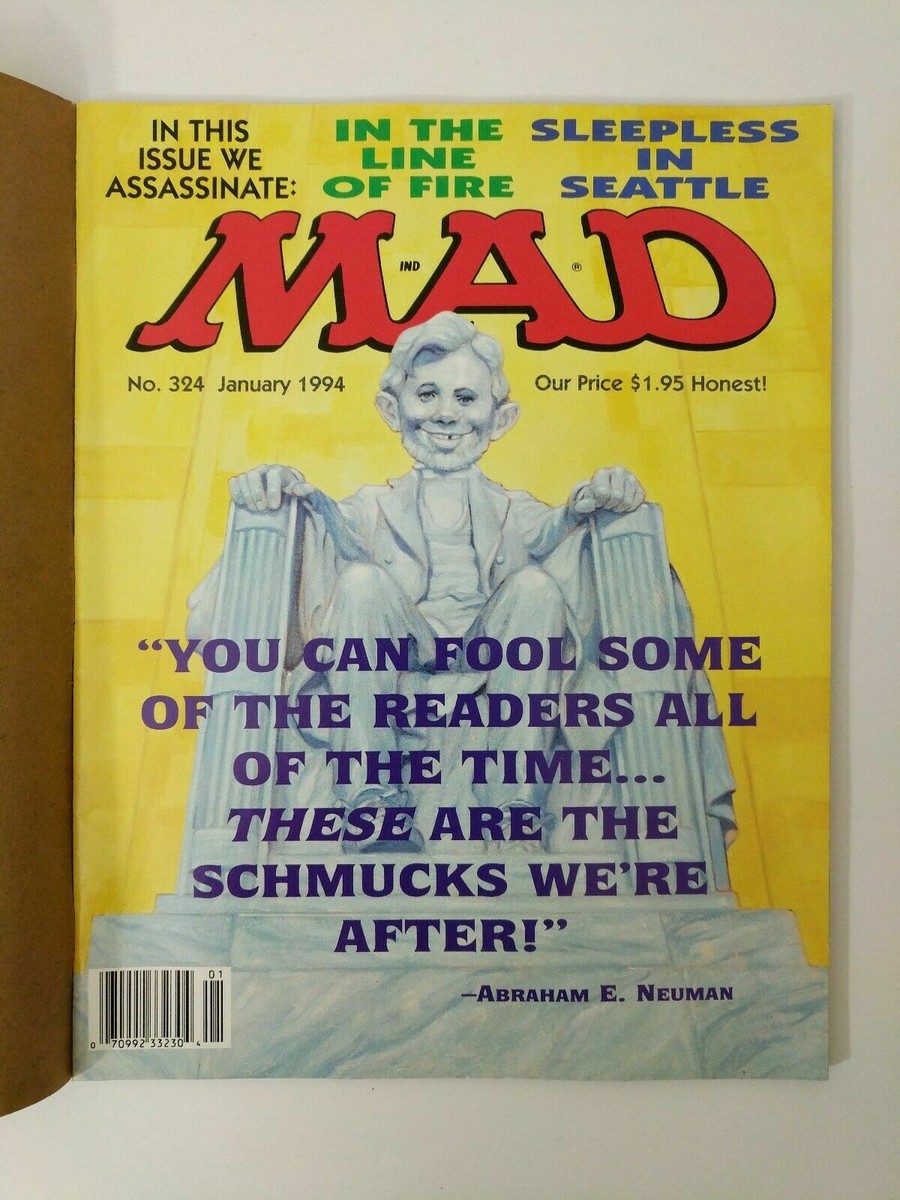 IN THIS
ISSUE WE
ASSASSINATE:
IN THE
LINE
OF FIRE
SLEEPLESS
IN
SEATTLE
MAD
IND
®
No. 324 January 1994
Our Price $1.95 Honest!
“YOU CAN FOOL SOME
OF THE READERS ALL
OF THE TIME...
THESE ARE THE
SCHMUCKS WE’RE
AFTER!”
–ABRAHAM E. NEUMAN
01
0 70992 33230 4